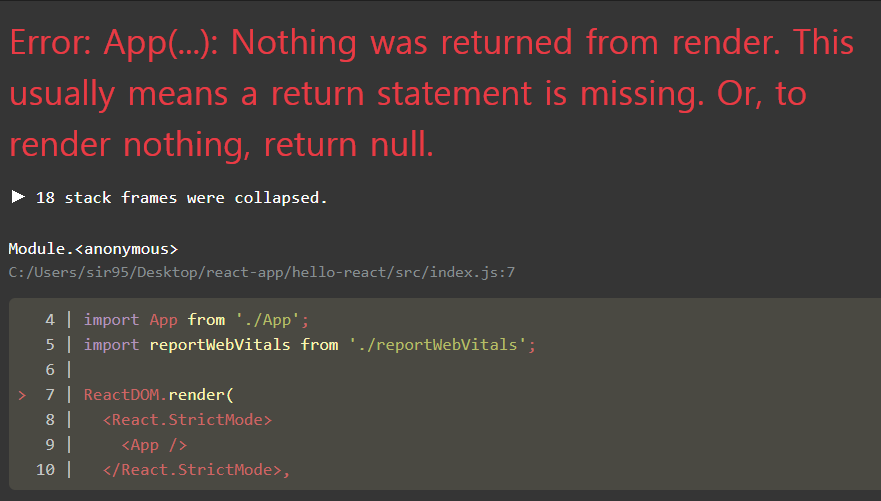 Error: App(...): Nothing was returned from render. This
usually means a return statement is missing. Or, to
render nothing, return null.
▶ 18 stack frames were collapsed.
Module.<anonymous>
C:/Users/sir95/Desktop/react-app/hello-react/src/index.js:7
4 | import App from './App';
5 | import reportWebVitals from './reportWebVitals';
6 |
> 7 | ReactDOM.render(
8 |   <React.StrictMode>
9 |     <App />
10 |   </React.StrictMode>,